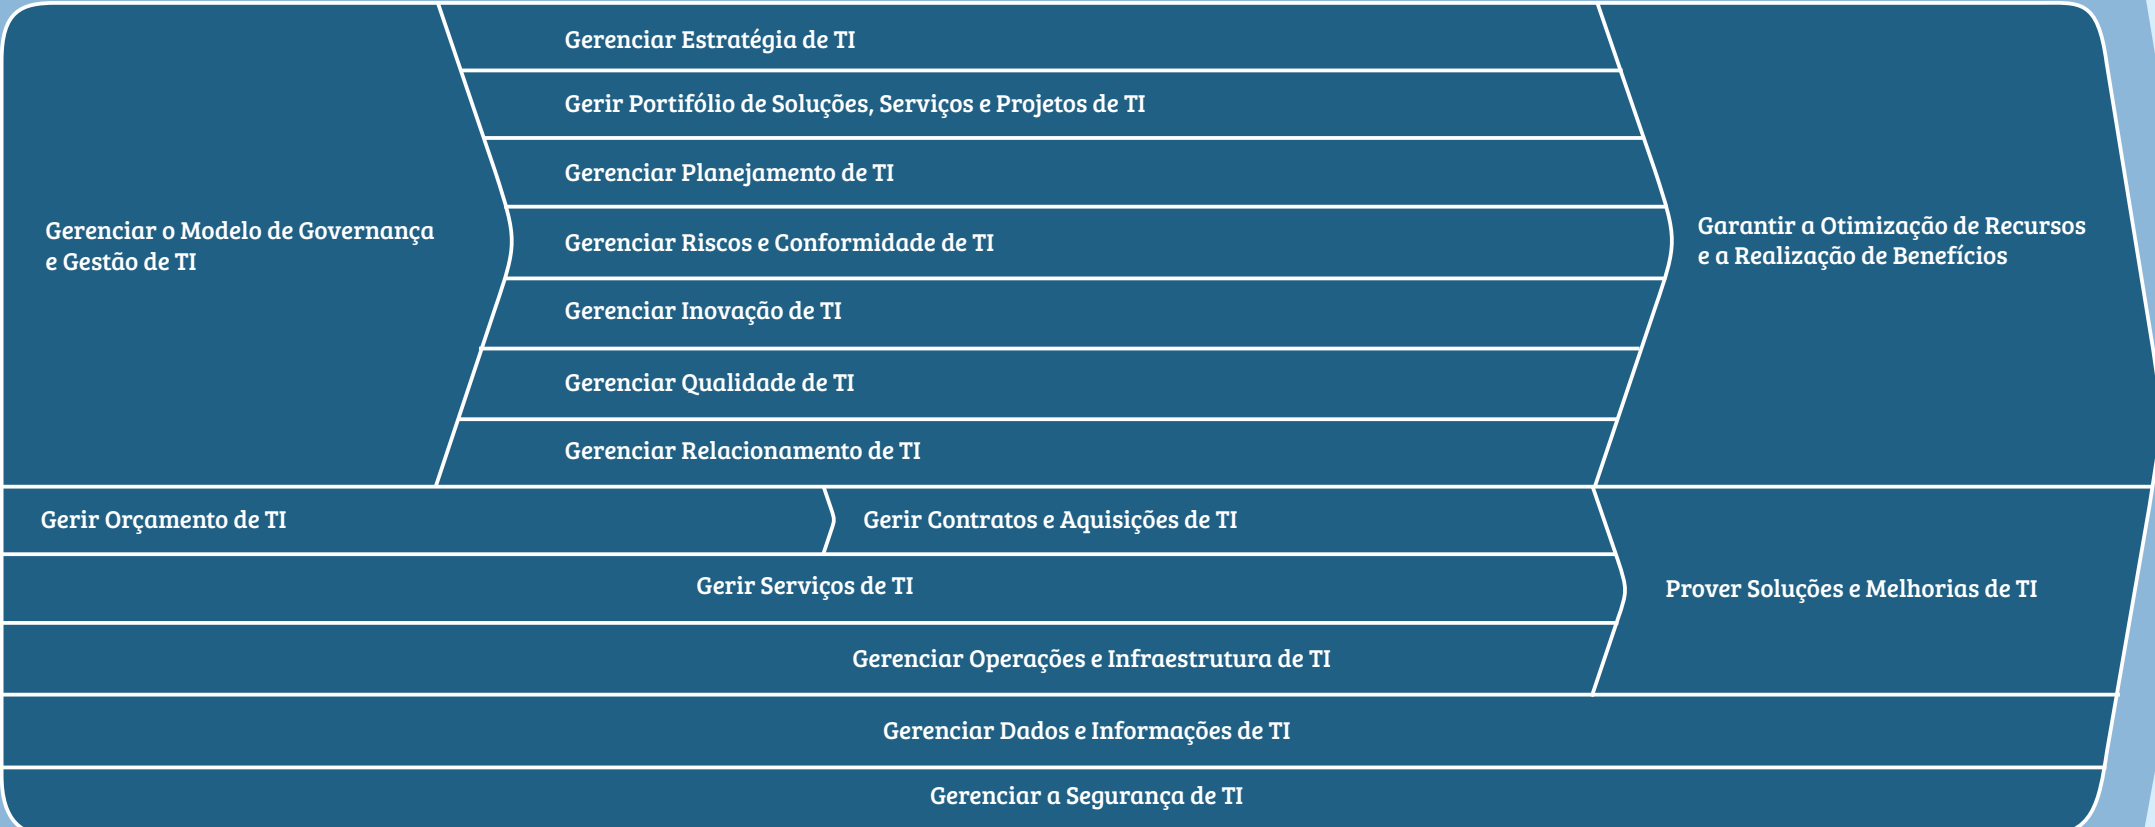 Gerenciar o Modelo de Governança
e Gestão de TI
Gerenciar Estratégia de TI
Gerir Portifólio de Soluções, Serviços e Projetos de TI
Gerenciar Planejamento de TI
Gerenciar Riscos e Conformidade de TI
Gerenciar Inovação de TI
Gerenciar Qualidade de TI
Gerenciar Relacionamento de TI
Garantir a Otimização de Recursos
e a Realização de Benefícios
Gerir Orçamento de TI
Gerir Contratos e Aquisições de TI
Gerir Serviços de TI
Gerenciar Operações e Infraestrutura de TI
Prover Soluções e Melhorias de TI
Gerenciar Dados e Informações de TI
Gerenciar a Segurança de TI